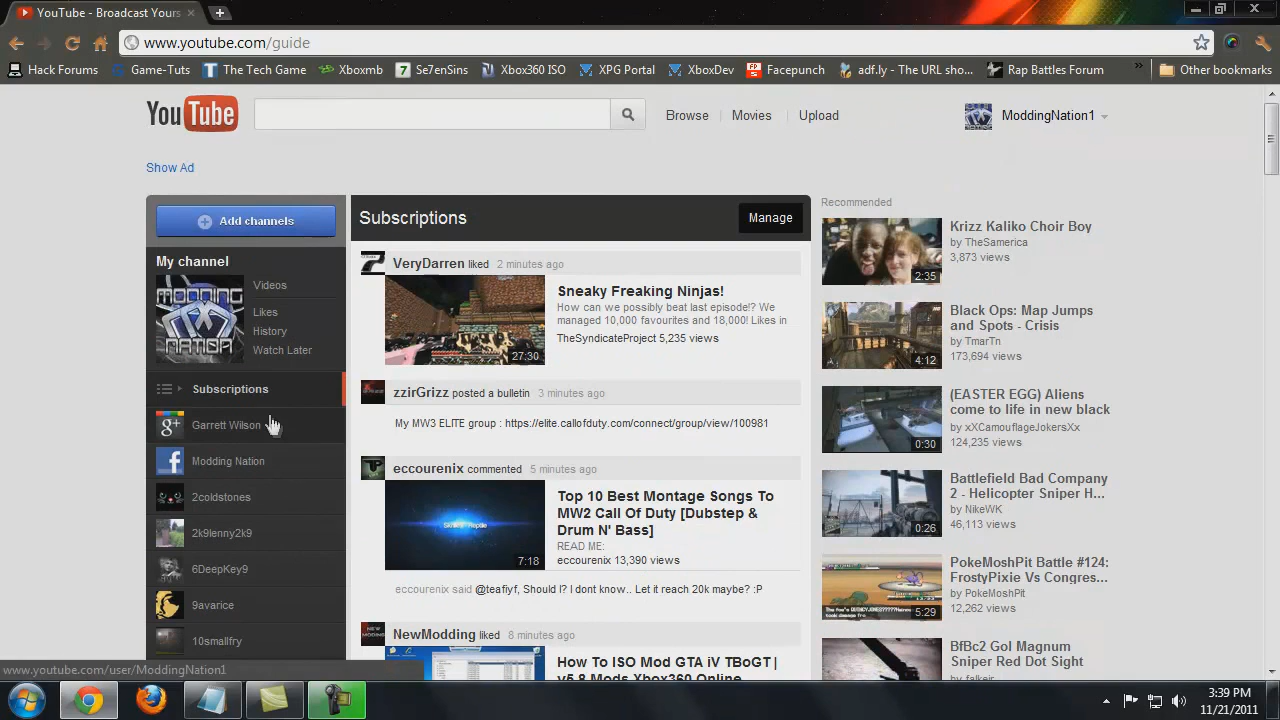 YouTube - Broadcast Yours
www.youtube.com/guide
Hack Forums
Game-Tuts
The Tech Game
Xboxmb
Se7enSins
Xbox360 ISO
XPG Portal
XboxDev
Facepunch
adf.ly - The URL sho...
Rap Battles Forum
Other bookmarks
YouTube
Browse
Movies
Upload
ModdingNation1
Show Ad
Add channels
My channel
MODDING
NATION
Videos
Likes
History
Watch Later
Subscriptions
Garrett Wilson
Modding Nation
2coldstones
2k9lenny2k9
6DeepKey9
9avarice
10smallfry
Subscriptions
Manage
VeryDarren liked 2 minutes ago
27:30
Sneaky Freaking Ninjas!
How can we possibly beat last episode!? We
managed 10,000 favourites and 18,000! Likes in
TheSyndicateProject 5,235 views
zzirGrizz posted a bulletin 3 minutes ago
My MW3 ELITE group : https://elite.callofduty.com/connect/group/view/100981
eccourenix commented 5 minutes ago
7:18
Top 10 Best Montage Songs To
MW2 Call Of Duty [Dubstep &
Drum N' Bass]
READ ME:
eccourenix 13,390 views
eccourenix said @teafiyf, Should I? I dont know.. Let it reach 20k maybe? :P
NewModding liked 8 minutes ago
How To ISO Mod GTA iV TBoGT |
v3.8 Mods Xbox360 Online
Recommended
2:35
Krizz Kaliko Choir Boy
by TheSamerica
3,873 views
4:12
Black Ops: Map Jumps
and Spots - Crisis
by TmarTn
173,694 views
0:30
(EASTER EGG) Aliens
come to life in new black
by xXCamouflageJokersXx
124,235 views
0:26
Battlefield Bad Company
2 - Helicopter Sniper H...
by NikeWK
46,113 views
5:29
PokeMoshPit Battle #124:
FrostyPixie Vs Congres...
by PokeMoshPit
12,262 views
BfBc2 Gol Magnum
Sniper Red Dot Sight
by falkeir
www.youtube.com/user/ModdingNation1
3:39 PM
11/21/2011